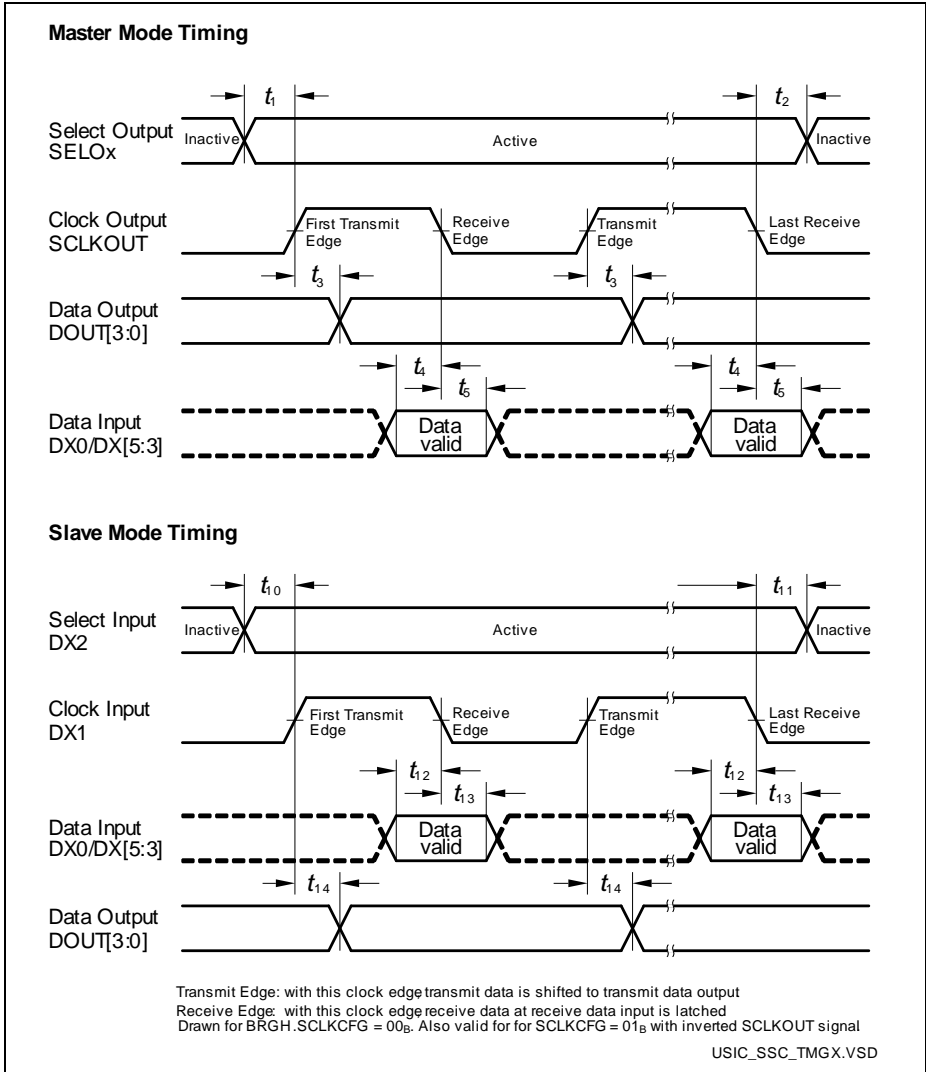 Master Mode Timing
t1
t2
Select Output
SELOx
Inactive
Active
Inactive
Clock Output
SCLKOUT
First Transmit
Edge
Receive
Edge
Transmit
Edge
Last Receive
Edge
t3
t3
Data Output
DOUT[3:0]
t4
t5
t4
t5
Data Input
DX0/DX[5:3]
Data
valid
Data
valid
Slave Mode Timing
t10
t11
Select Input
DX2
Inactive
Active
Inactive
Clock Input
DX1
First Transmit
Edge
Receive
Edge
Transmit
Edge
Last Receive
Edge
t12
t13
t12
t13
Data Input
DX0/DX[5:3]
Data
valid
Data
valid
t14
t14
Data Output
DOUT[3:0]
Transmit Edge: with this clock edge, transmit data is shifted to transmit data output
Receive Edge: with this clock edge, receive data at receive data input is latched
Drawn for BRGH.SCLKCFG = 00B. Also valid for for SCLKCFG = 01B with inverted SCLKOUT signal.
USIC_SSC_TMGX.VSD